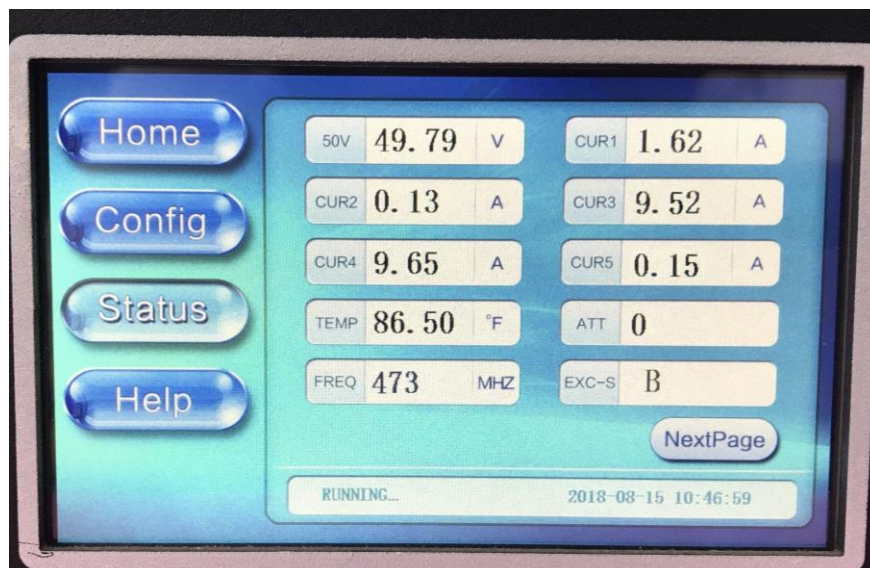 Home
Config
Status
Help
50V 49.79 V
CUR1 1.62 A
CUR2 0.13 A
CUR3 9.52 A
CUR4 9.65 A
CUR5 0.15 A
TEMP 86.50 °F
ATT 0
FREQ 473 MHZ
EXC-S B
NextPage
RUNNING... 2018-08-15 10:46:59